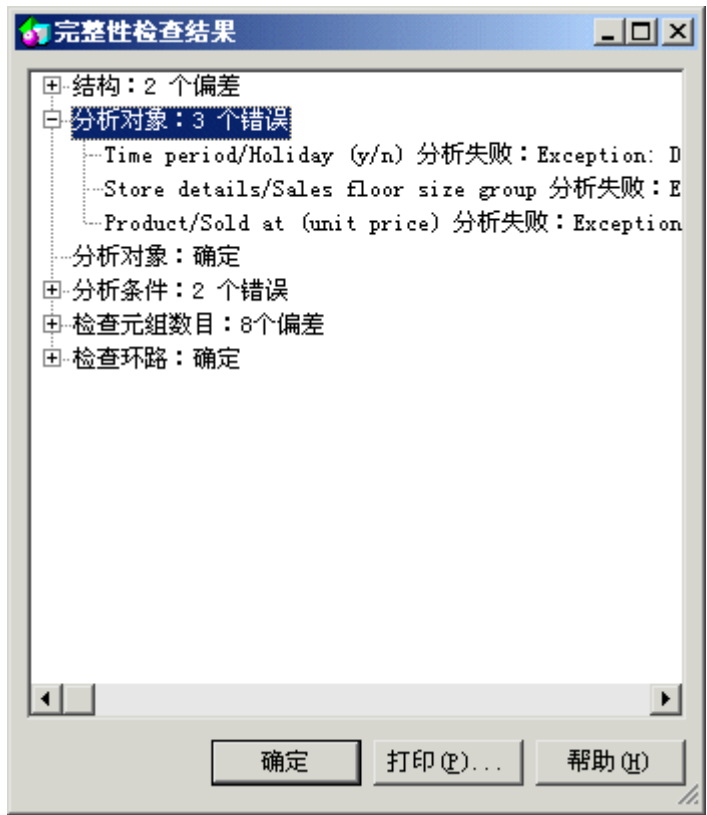 完整性检查结果
结构：2 个偏差
分析对象：3 个错误
Time period/Holiday (y/n) 分析失败：Exception: D
Store details/Sales floor size group 分析失败：E
Product/Sold at (unit price) 分析失败：Exception
分析对象：确定
分析条件：2 个错误
检查元组数目：8个偏差
检查环路：确定
确定 打印(P)... 帮助(H)